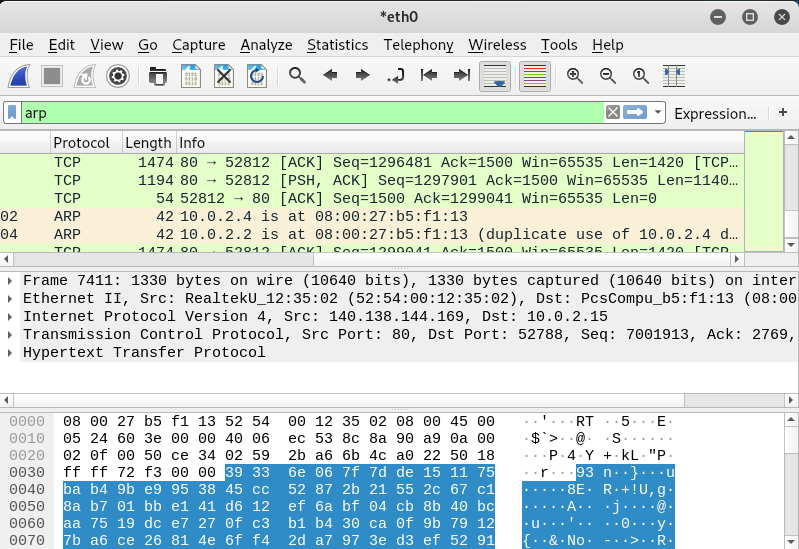 *eth0
File Edit View Go Capture Analyze Statistics Telephony Wireless Tools Help
arp Expression... +
Protocol Length Info
TCP 1474 80 → 52812 [ACK] Seq=1296481 Ack=1500 Win=65535 Len=1420 [TCP…
TCP 1194 80 → 52812 [PSH, ACK] Seq=1297901 Ack=1500 Win=65535 Len=1140…
TCP 54 52812 → 80 [ACK] Seq=1500 Ack=1299041 Win=65535 Len=0
02 ARP 42 10.0.2.4 is at 08:00:27:b5:f1:13
04 ARP 42 10.0.2.2 is at 08:00:27:b5:f1:13 (duplicate use of 10.0.2.4 d…
TCP 1474 80 → 52812 [ACK] Seq=1299041 Ack=1500 Win=65535 Len=1420 [TCP…
Frame 7411: 1330 bytes on wire (10640 bits), 1330 bytes captured (10640 bits) on inter
Ethernet II, Src: RealtekU_12:35:02 (52:54:00:12:35:02), Dst: PcsCompu_b5:f1:13 (08:00
Internet Protocol Version 4, Src: 140.138.144.169, Dst: 10.0.2.15
Transmission Control Protocol, Src Port: 80, Dst Port: 52788, Seq: 7001913, Ack: 2769,
Hypertext Transfer Protocol
0000 08 00 27 b5 f1 13 52 54 00 12 35 02 08 00 45 00 ··'···RT ··5···E·
0010 05 24 60 3e 00 00 40 06 ec 53 8c 8a 90 a9 0a 00 ·$`>··@· ·S······
0020 02 0f 00 50 ce 34 02 59 2b a6 6b 4c a0 22 50 18 ···P·4·Y +·kL·"P·
0030 ff ff 72 f3 00 00 39 33 6e 06 7f 7d de 15 11 75 ··r···93 n··}···u
0040 ba b4 9b e9 95 38 45 cc 52 87 2b 21 55 2c 67 c1 ·····8E· R·+!U,g·
0050 8a b7 01 bb e1 41 d6 12 ef 6a bf 04 cb 8b 40 bc ·····A·· ·j····@·
0060 aa 75 19 dc e7 27 0f c3 b1 b4 30 ca 0f 9b 79 12 ·u···'·· ··0···y·
0070 7b a6 ce 26 81 4e 6f f4 2d a7 97 3e d3 ef 52 91 {··&·No· -··>··R·